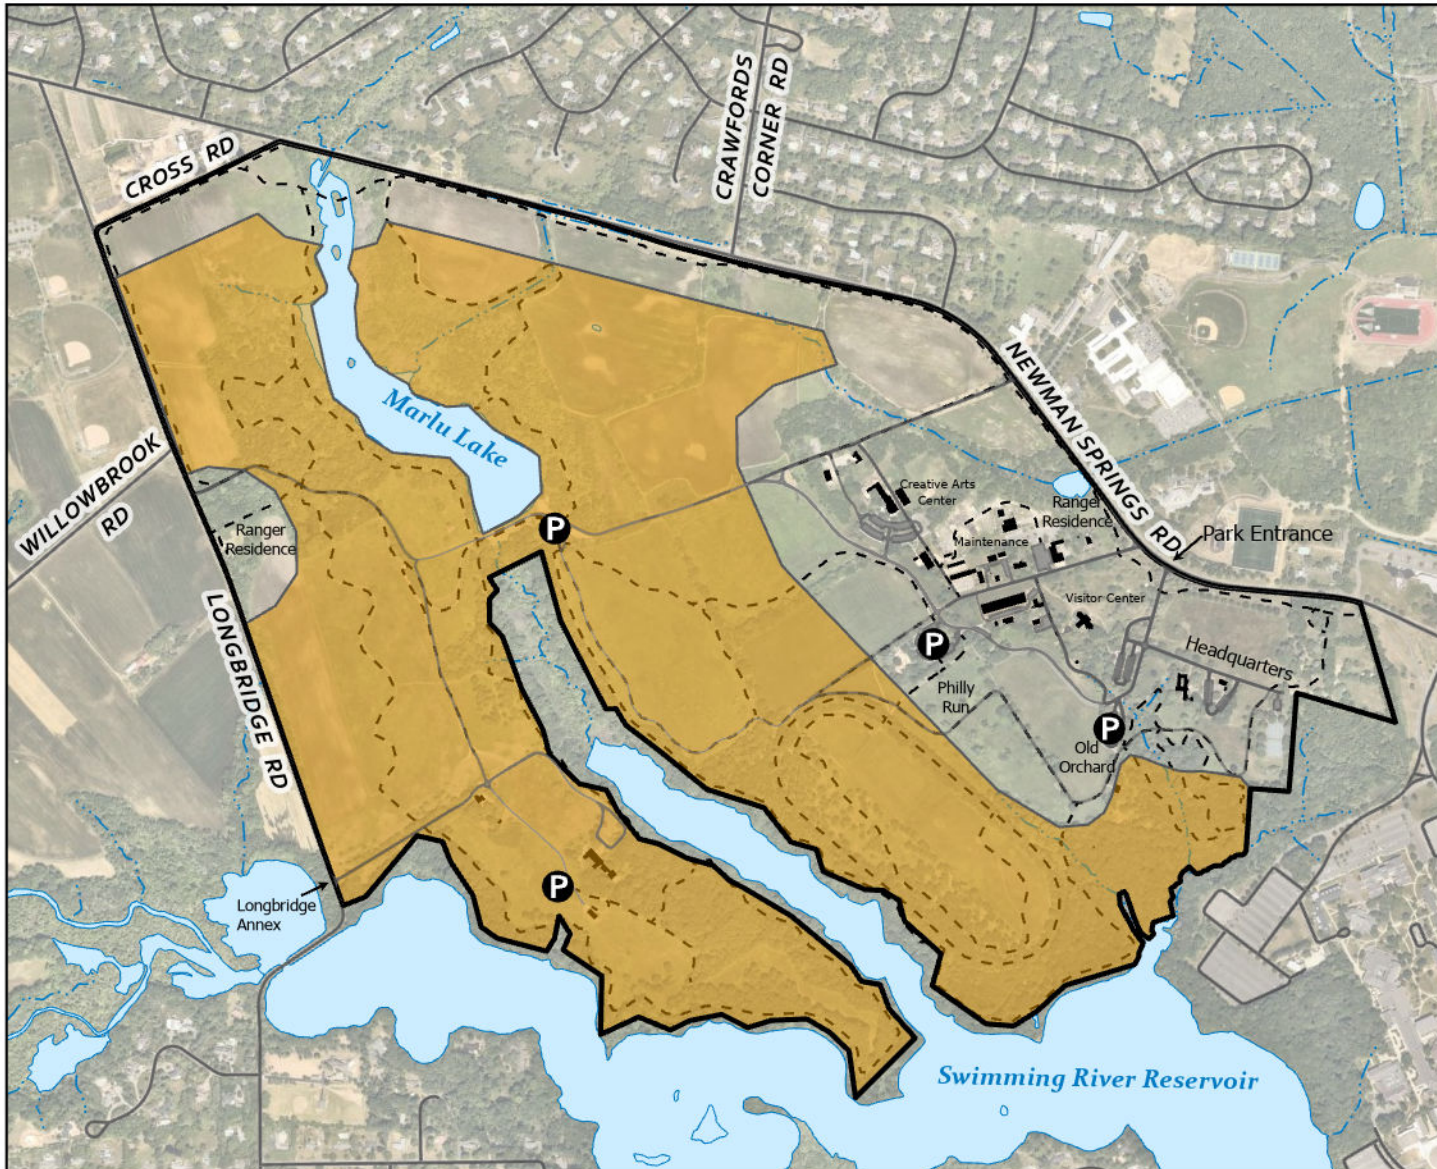 CRAWFORDS
CORNER RD
CROSS RD
NEWMAN SPRINGS RD
Marlu Lake
WILLOWBROOK
RD
Creative Arts
Center
Ranger
Residence
Ranger
Residence
Maintenance
Park Entrance
P
Visitor Center
LONGBRIDGE RD
P
Headquarters
Philly
Run
P
Old
Orchard
P
Longbridge
Annex
Swimming River Reservoir